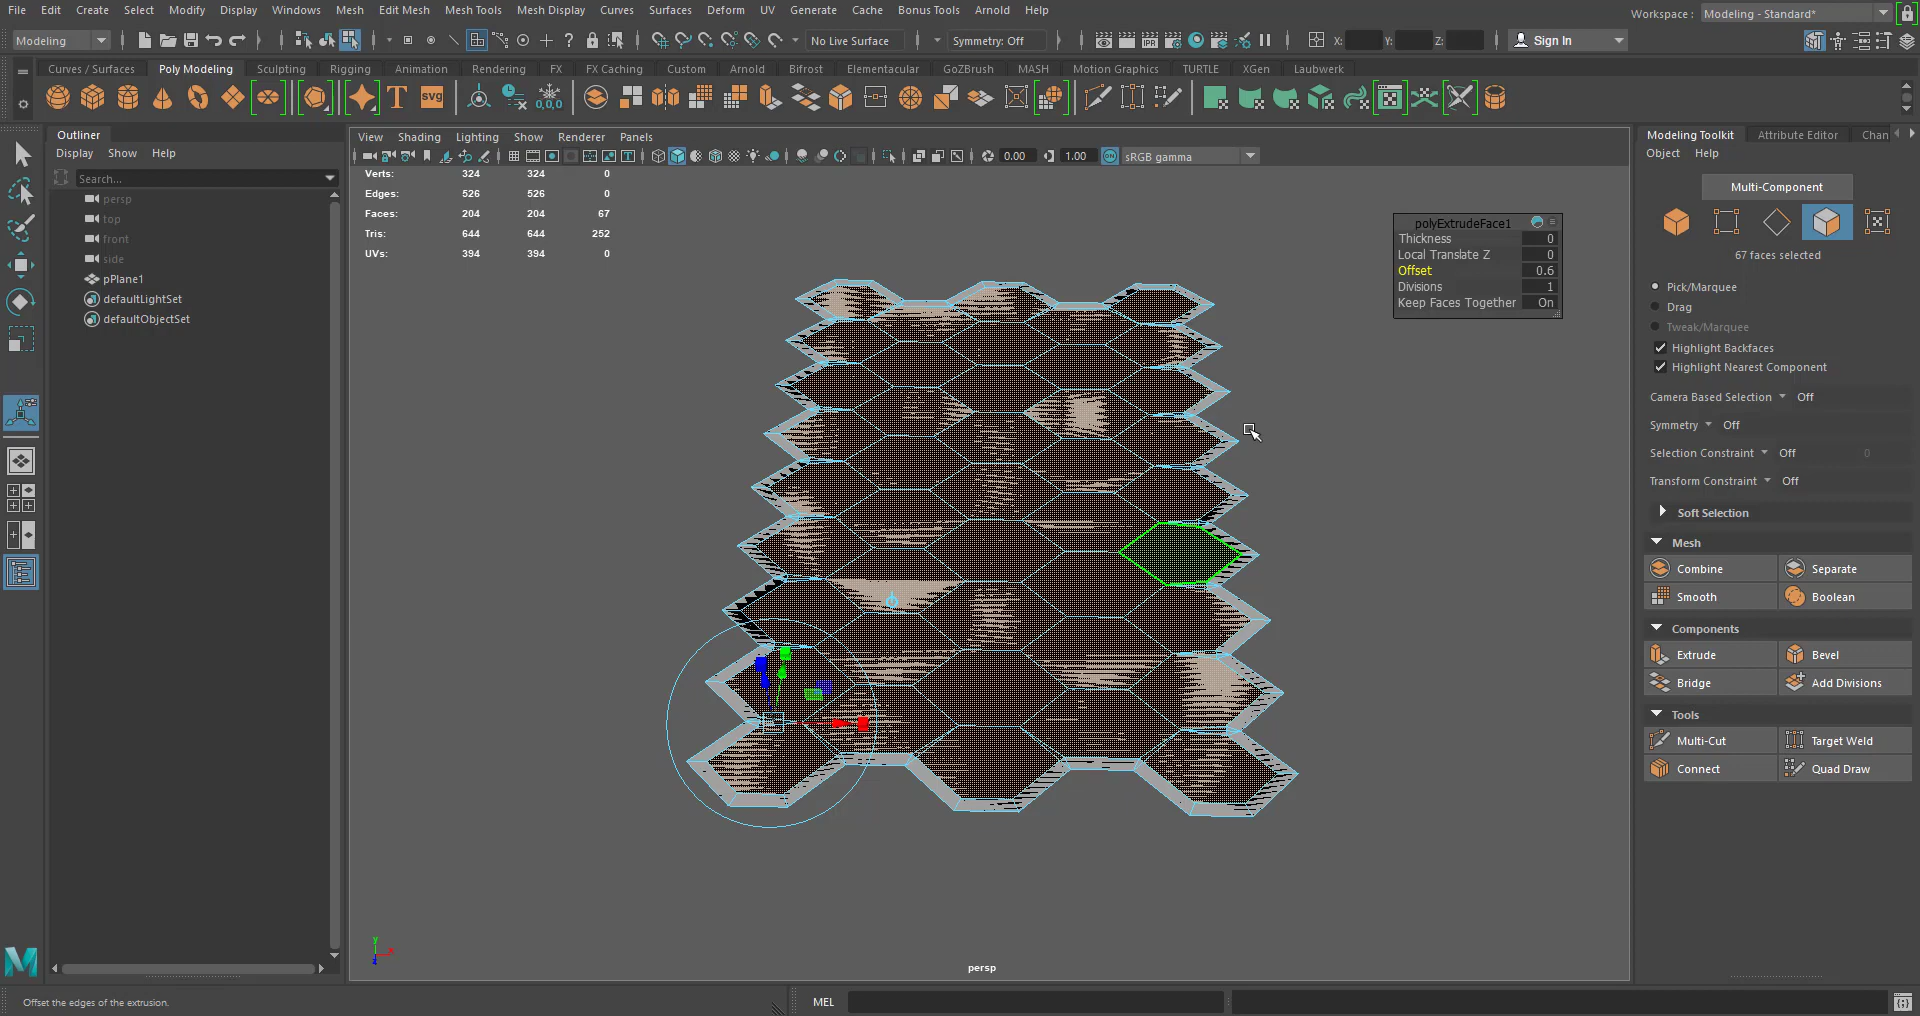 File Edit Create Select Modify Display Windows Mesh Edit Mesh Mesh Tools Mesh Display Curves Surfaces Deform UV Generate Cache Bonus Tools Arnold Help
Workspace : Modeling - Standard*
Modeling No Live Surface Symmetry: Off IPR X: Y: Z: Sign In
Curves / Surfaces Poly Modeling Sculpting Rigging Animation Rendering FX FX Caching Custom Arnold Bifrost Elementacular GoZBrush MASH Motion Graphics TURTLE XGen Laubwerk
T svg 0,0,0
Outliner
Display Show Help
Search...
persp
top
front
side
pPlane1
defaultLightSet
defaultObjectSet
View Shading Lighting Show Renderer Panels
0.00 1.00 ON sRGB gamma
Verts: 324 324 0
Edges: 526 526 0
Faces: 204 204 67
Tris: 644 644 252
UVs: 394 394 0
polyExtrudeFace1
Thickness 0
Local Translate Z 0
Offset 0.6
Divisions 1
Keep Faces Together On
y
x
z
persp
Modeling Toolkit Attribute Editor Chan
Object Help
Multi-Component
67 faces selected
Pick/Marquee
Drag
Tweak/Marquee
Highlight Backfaces
Highlight Nearest Component
Camera Based Selection Off
Symmetry Off
Selection Constraint Off 0
Transform Constraint Off
Soft Selection
Mesh
Combine Separate
Smooth Boolean
Components
Extrude Bevel
Bridge Add Divisions
Tools
Multi-Cut Target Weld
Connect Quad Draw
Offset the edges of the extrusion.
MEL